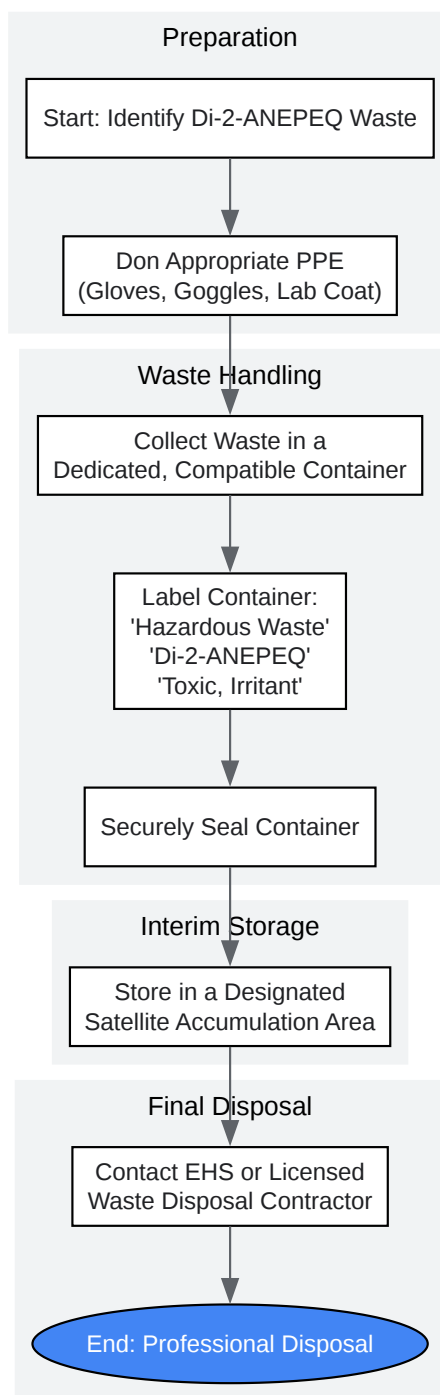 Preparation
Start: Identify Di-2-ANEPEQ Waste
Don Appropriate PPE
(Gloves, Goggles, Lab Coat)
Waste Handling
Collect Waste in a
Dedicated, Compatible Container
Label Container:
'Hazardous Waste'
'Di-2-ANEPEQ'
'Toxic, Irritant'
Securely Seal Container
Interim Storage
Store in a Designated
Satellite Accumulation Area
Final Disposal
Contact EHS or Licensed
Waste Disposal Contractor
End: Professional Disposal